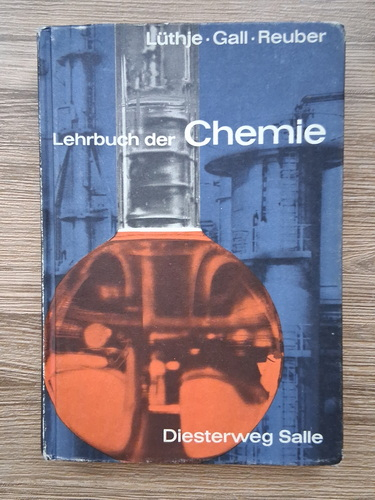 Lüthje · Gall · Reuber
Lehrbuch der Chemie
Diesterweg Salle